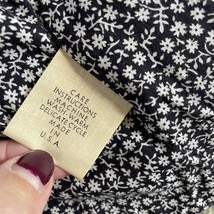 CARE
INSTRUCTIONS
MACHINE
WASH-WARM
DELICATE CYCLE
MADE
IN
U.S.A.